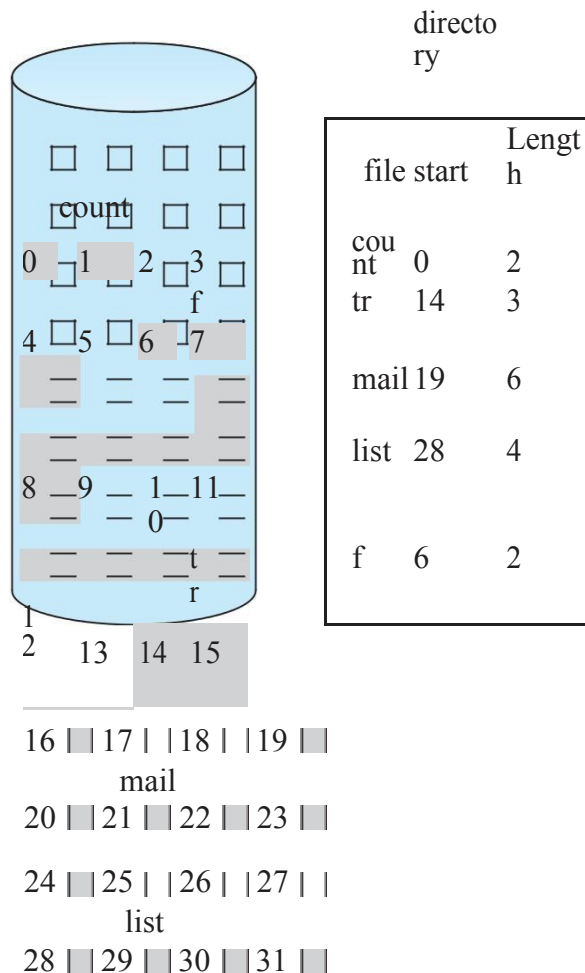 directo
ry
file start Lengt
h
count
cou
nt 0 2
tr 14 3
mail 19 6
list 28 4
f 6 2
0 1 2 3
f
4 5 6 7
8 9 1
0 11
t
r
1
2 13 14 15
16 17 18 19
mail
20 21 22 23
24 25 26 27
list
28 29 30 31